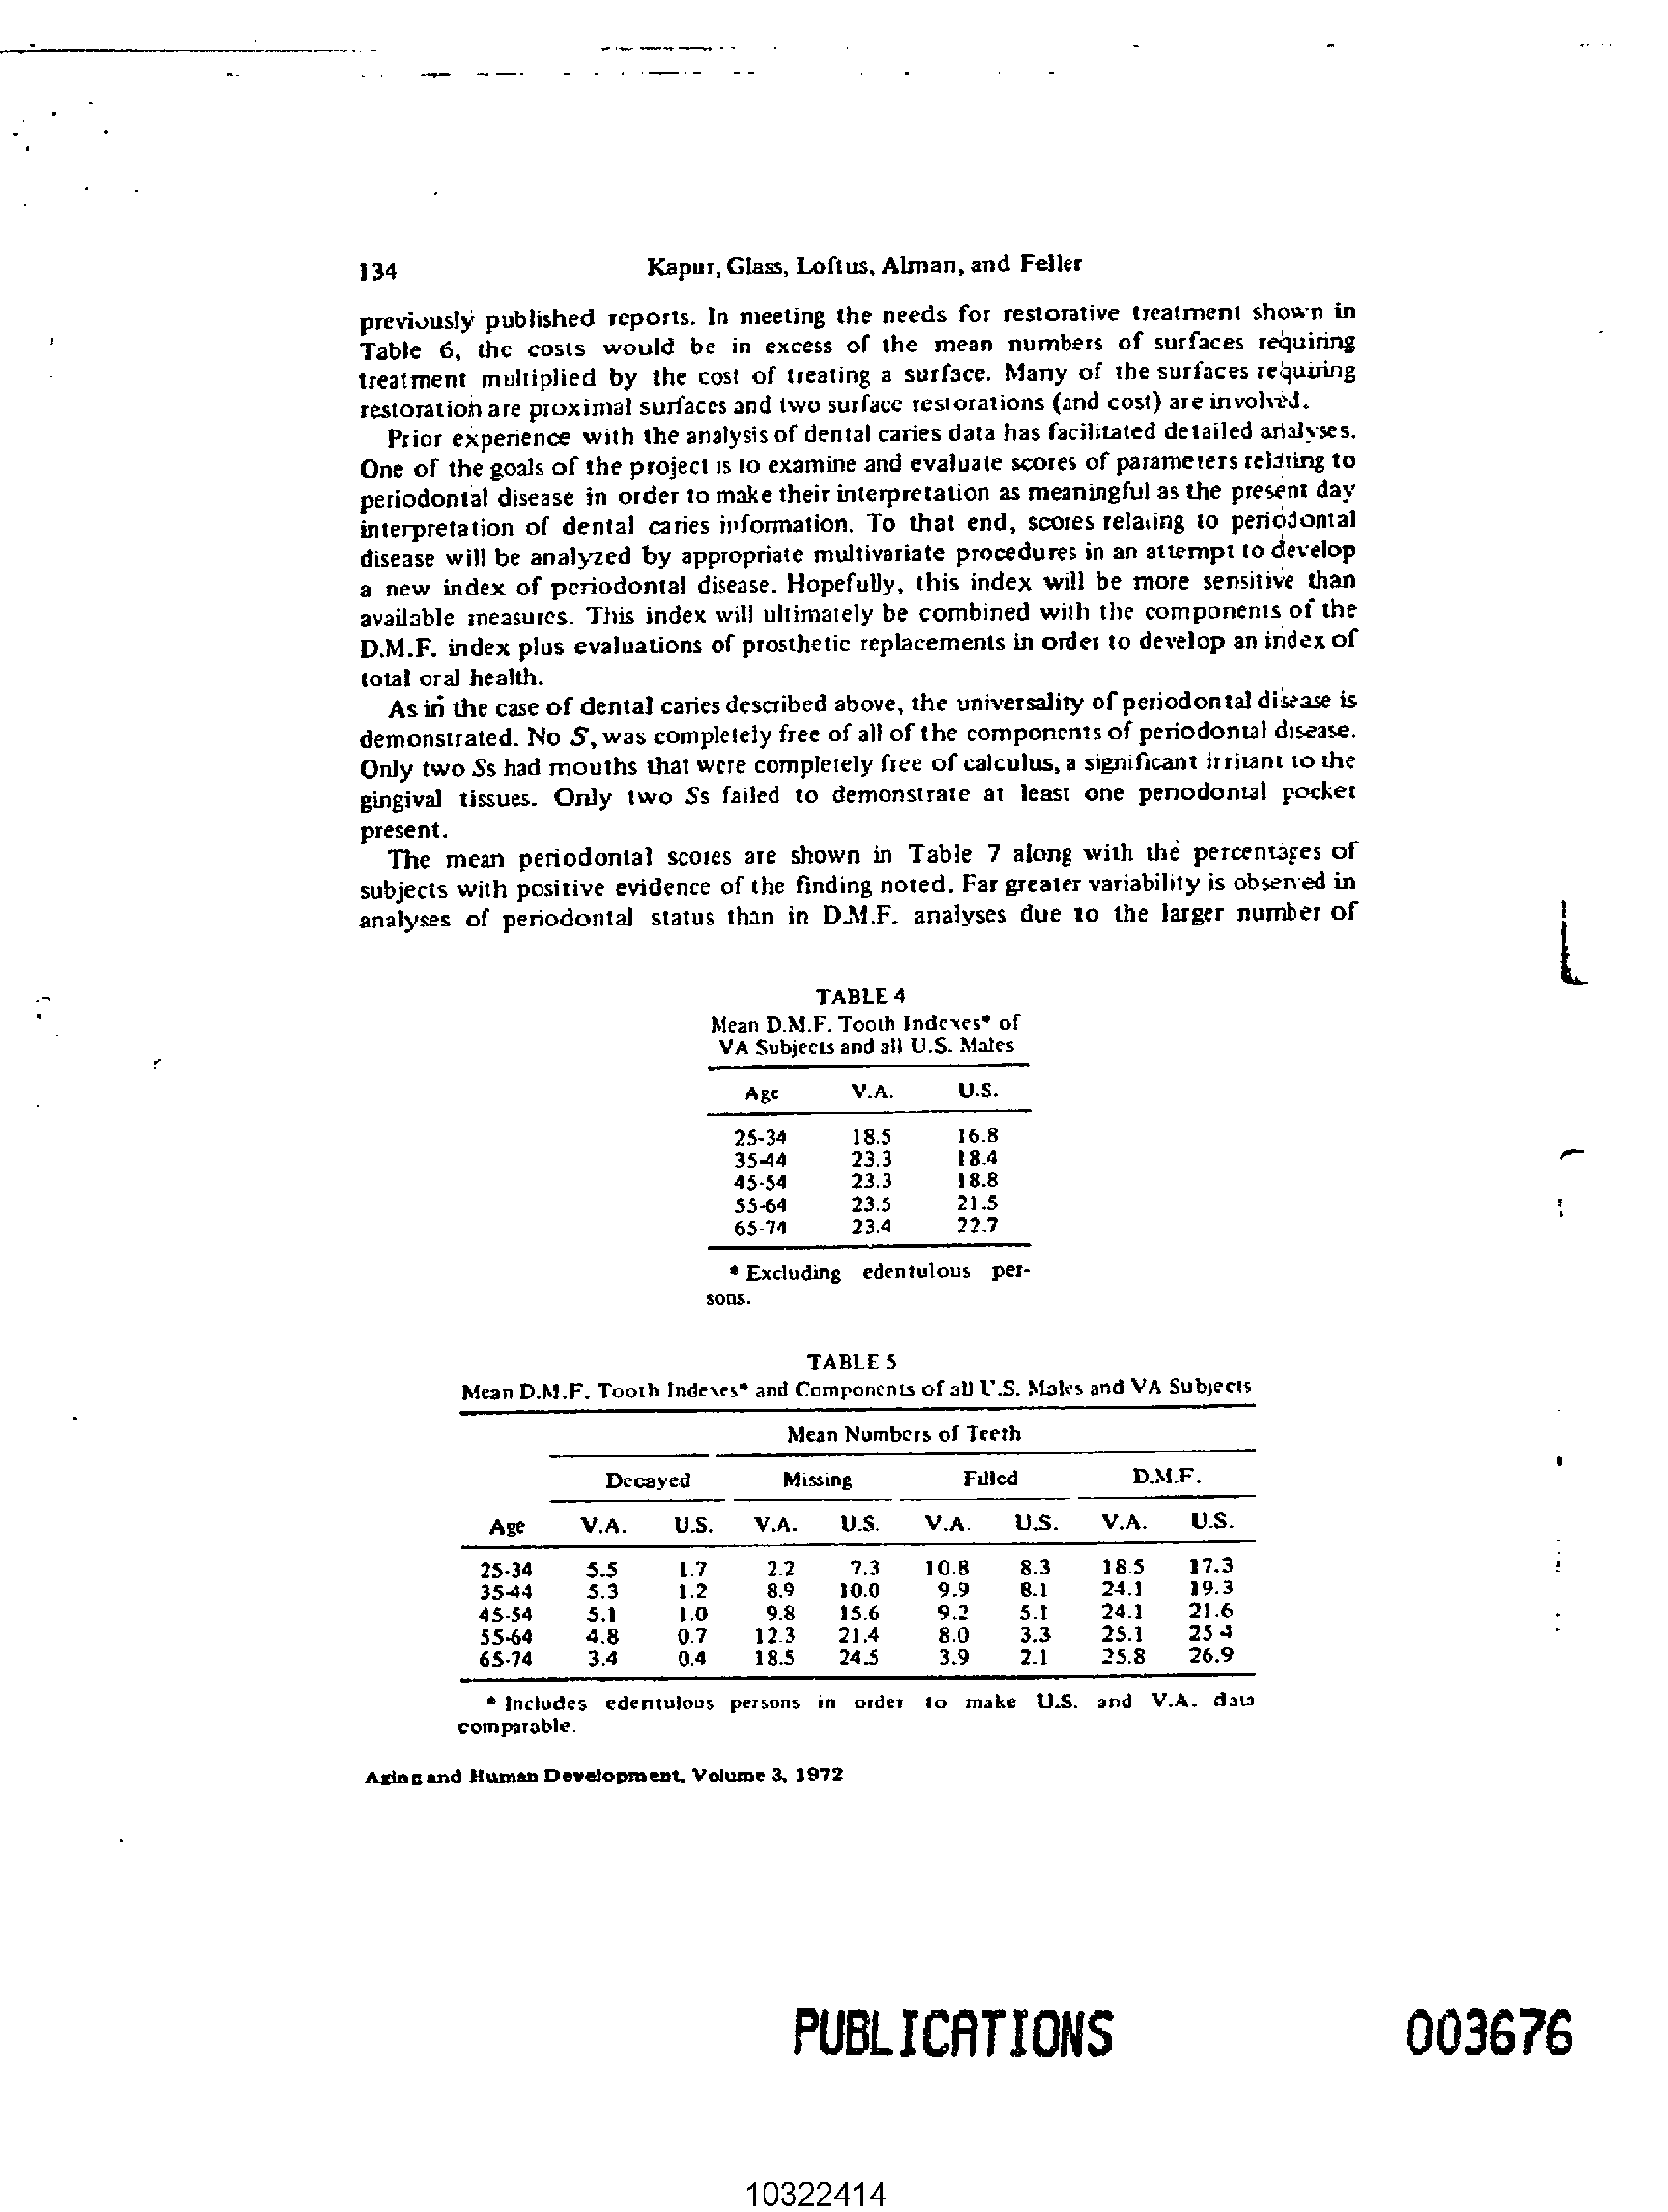 134 Kapur, Glass, Loftus, Alman, and Feller
previously published reports. In meeting the needs for restorative treatment shown in
Table 6, the costs would be in excess of the mean numbers of surfaces requiring
treatment multiplied by the cost of treating a surface. Many of the surfaces requiring
restoration are proximal surfaces and two surface restorations (and cost) are involved.
Prior experience with the analysis of dental caries data has facilitated detailed analyses.
One of the goals of the project is to examine and evaluate scores of parameters relating to
periodontal disease in order to make their interpretation as meaningful as the present day
interpretation of dental caries information. To that end, scores relating to periodontal
disease will be analyzed by appropriate multivariate procedures in an attempt to develop
a new index of periodontal disease. Hopefully, this index will be more sensitive than
available measures. This index will ultimately be combined with the components of the
D.M.F. index plus evaluations of prosthetic replacements in order to develop an index of
total oral health.
As in the case of dental caries described above, the universality of periodontal disease is
demonstrated. No S, was completely free of all of the components of periodontal disease.
Only two Ss had mouths that were completely free of calculus, a significant irritant to the
gingival tissues. Only two Ss failed to demonstrate at least one periodontal pocket
present.
The mean periodontal scores are shown in Table 7 along with the percentages of
subjects with positive evidence of the finding noted. Far greater variability is observed in
analyses of periodontal status than in D.M.F. analyses due to the larger number of
TABLE 4
Mean D.M.F. Tooth Indexes* of
VA Subjects and all U.S. Males
Age V.A. U.S.
25-34 18.5 16.8
35-44 23.3 18.4
45-54 23.3 18.8
55-64 23.5 21.5
65-74 23.4 22.7
* Excluding edentulous per-
sons.
TABLE 5
Mean D.M.F. Tooth Indexes* and Components of all U.S. Males and VA Subjects
Mean Numbers of Teeth
Decayed Missing Filled D.M.F.
Age V.A. U.S. V.A. U.S. V.A. U.S. V.A. U.S.
25-34 5.5 1.7 2.2 7.3 10.8 8.3 18.5 17.3
35-44 5.3 1.2 8.9 10.0 9.9 8.1 24.1 19.3
45-54 5.1 1.0 9.8 15.6 9.2 5.1 24.1 21.6
55-64 4.8 0.7 12.3 21.4 8.0 3.3 25.1 25.4
65-74 3.4 0.4 18.5 24.5 3.9 2.1 25.8 26.9
* Includes edentulous persons in order to make U.S. and V.A. data
comparable.
Aging and Human Development, Volume 3, 1972
PUBLICATIONS 003676
10322414